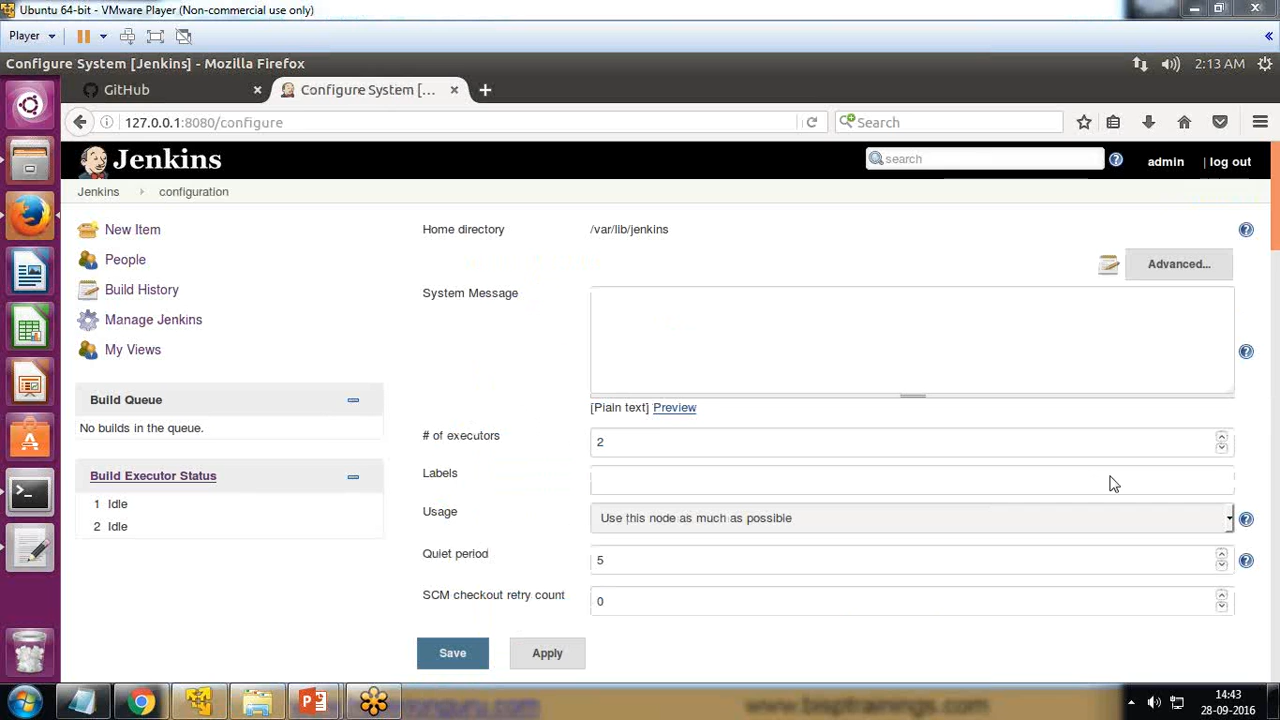 Ubuntu 64-bit - VMware Player (Non-commercial use only)
Player
Configure System [Jenkins] - Mozilla Firefox
2:13 AM
GitHub
Configure System [...
127.0.0.1:8080/configure
Search
Jenkins
search
admin
log out
Jenkins
configuration
New Item
People
Build History
Manage Jenkins
My Views
Build Queue
No builds in the queue.
Build Executor Status
1 Idle
2 Idle
Home directory
/var/lib/jenkins
Advanced...
System Message
[Plain text] Preview
# of executors
2
Labels
Usage
Use this node as much as possible
Quiet period
5
SCM checkout retry count
0
Save
Apply
14:43
28-09-2016